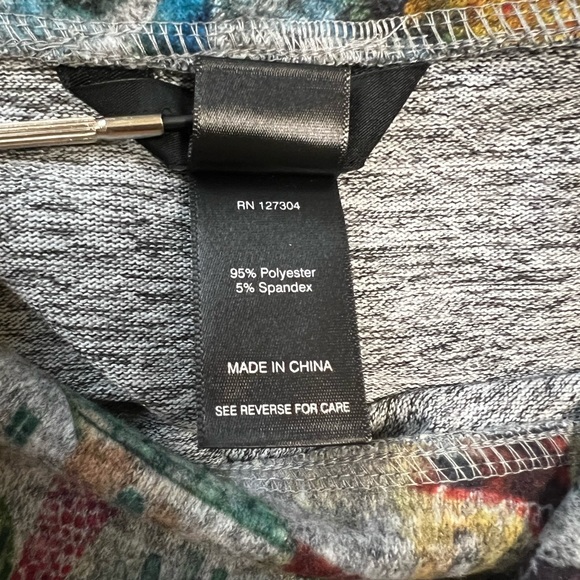 RN 127304
95% Polyester
5% Spandex
MADE IN CHINA
SEE REVERSE FOR CARE